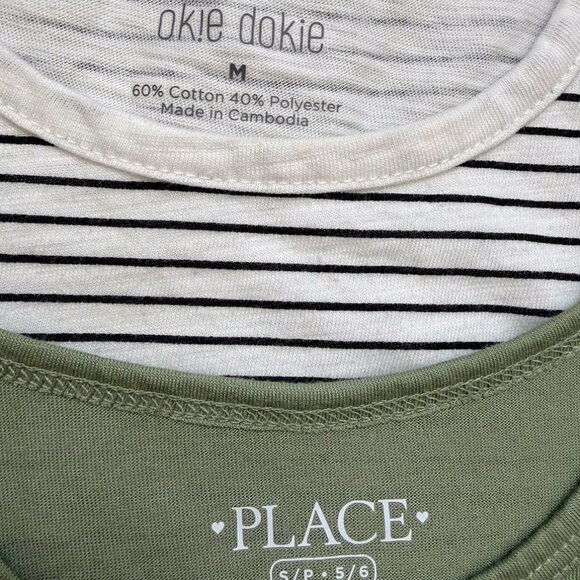 okie dokie
M
60% Cotton 40% Polyester
Made in Cambodia
♥PLACE♥
S/P • 5/6